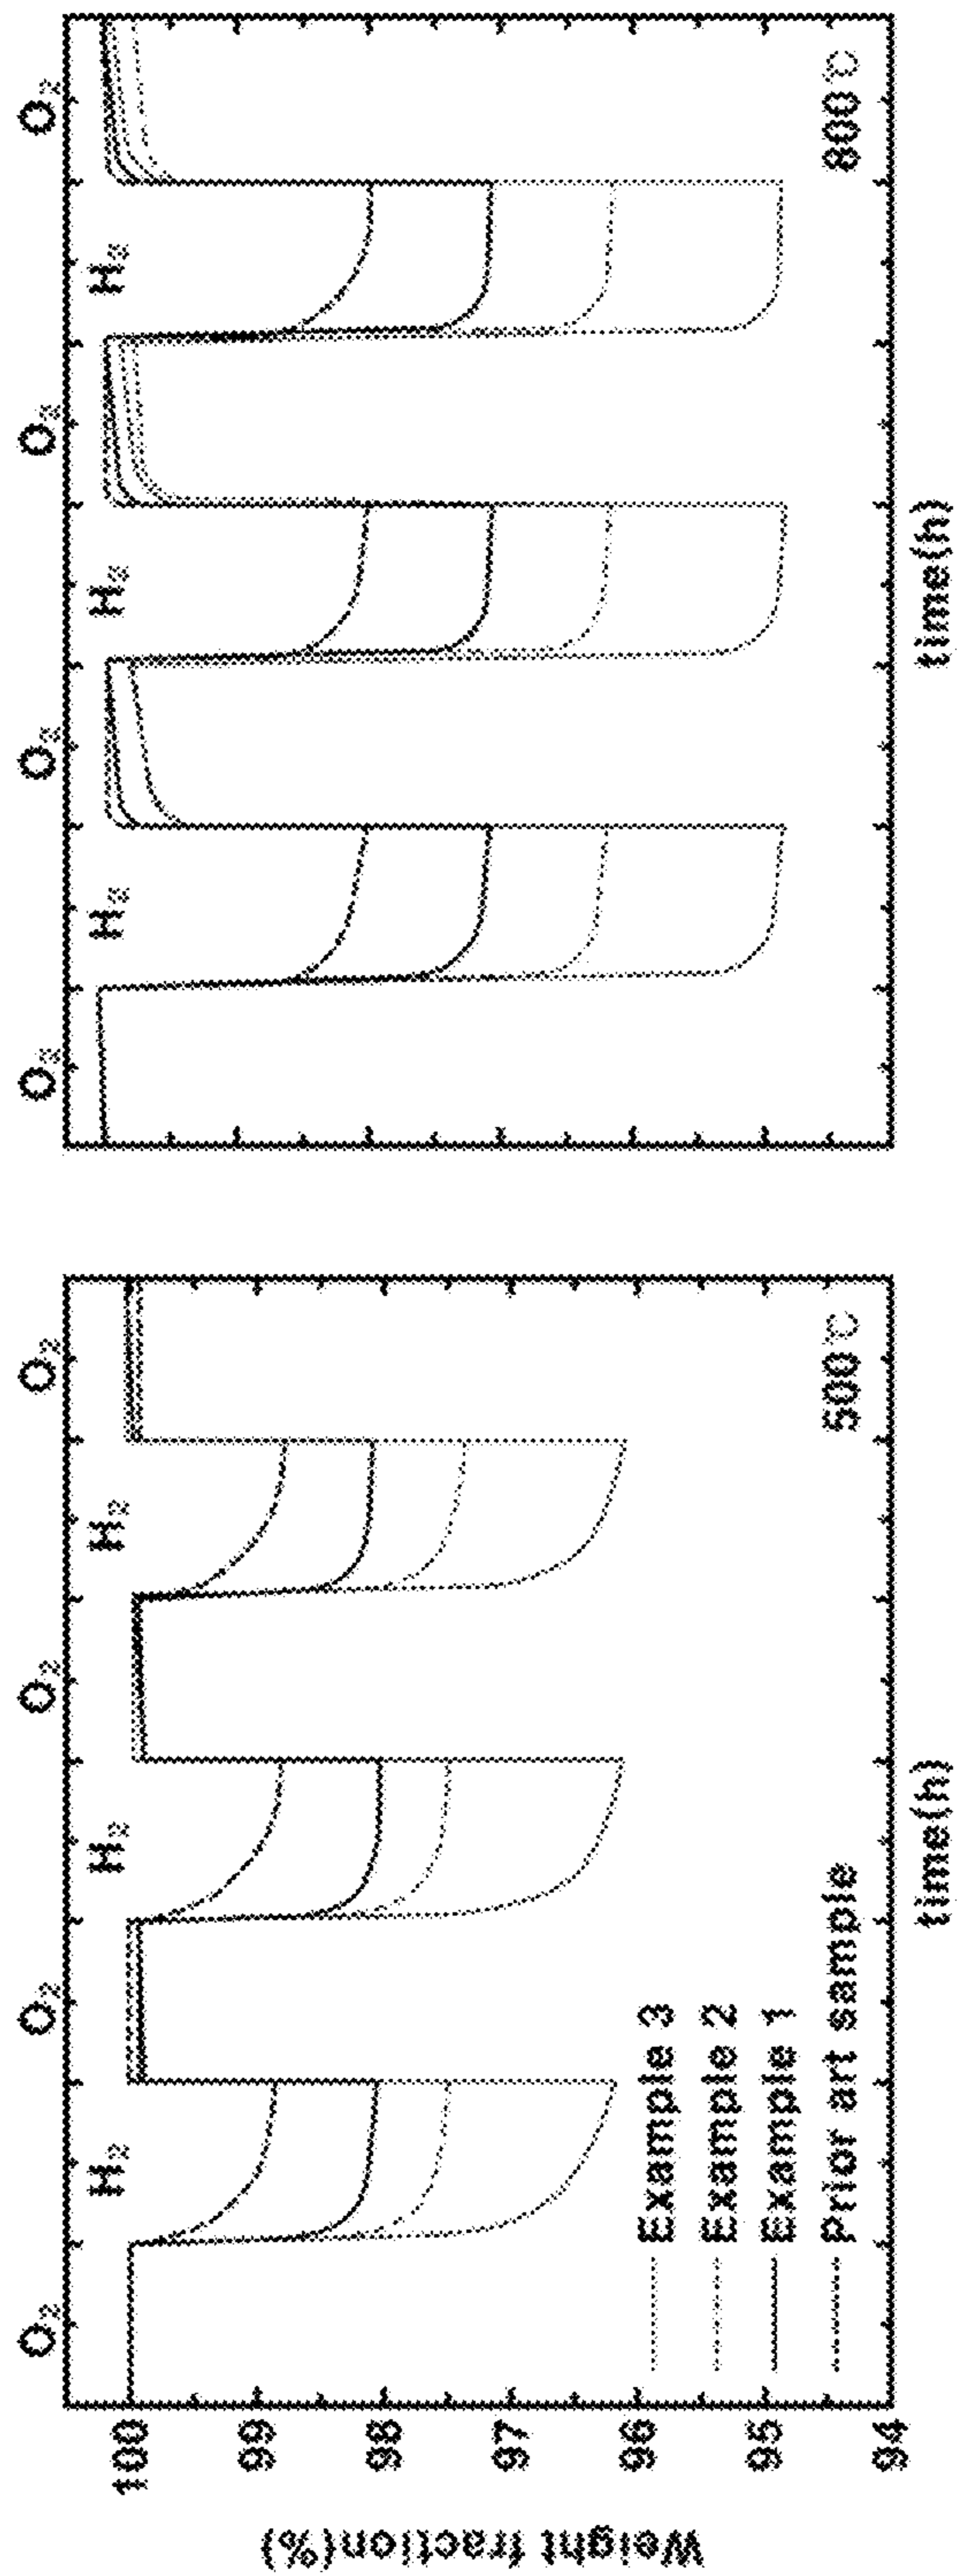 O₂ H₂ O₂ H₂ O₂ H₂ O₂
O₂ H₂ O₂ H₂ O₂ H₂ O₂
Weight fraction(%)
100
99
98
97
96
95
94
Example 3
Example 2
Example 1
Prior art sample
500℃
800℃
time(h)
time(h)